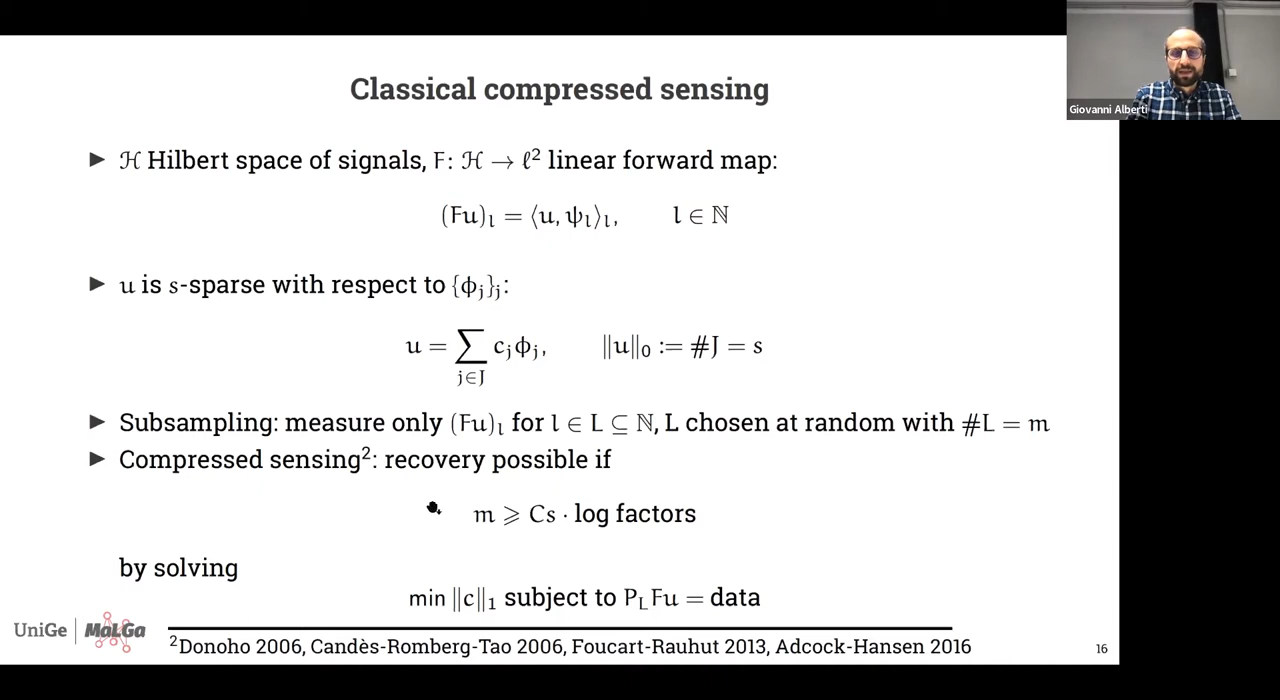 Classical compressed sensing
Giovanni Alberti
▶ ℋ Hilbert space of signals, F: ℋ → ℓ² linear forward map:
(Fu)ₗ = ⟨u, ψₗ⟩ₗ, l ∈ ℕ
▶ u is s-sparse with respect to {ϕⱼ}ⱼ:
u = ∑ cⱼϕⱼ, ‖u‖₀ := #J = s
j∈J
▶ Subsampling: measure only (Fu)ₗ for l ∈ L ⊆ ℕ, L chosen at random with #L = m
▶ Compressed sensing²: recovery possible if
m ⩾ Cs · log factors
by solving
min ‖c‖₁ subject to P_L Fu = data
UniGe | MaLGa
²Donoho 2006, Candès-Romberg-Tao 2006, Foucart-Rauhut 2013, Adcock-Hansen 2016
16